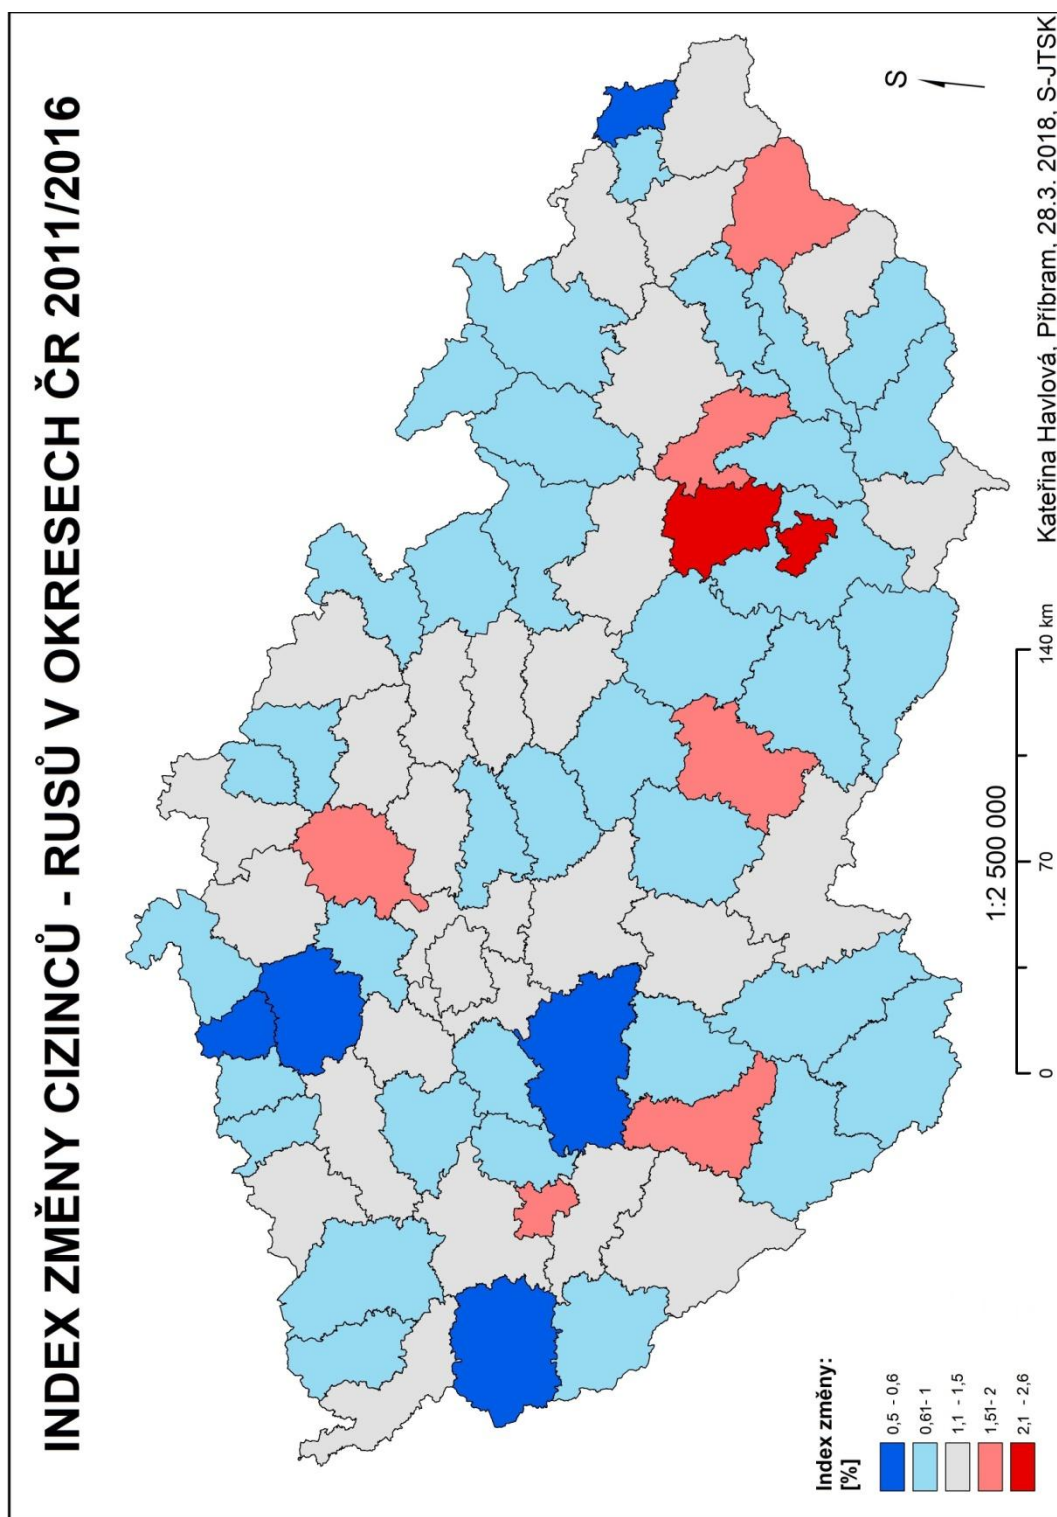 INDEX ZMĚNY CIZINCŮ - RUSŮ V OKRESECH ČR 2011/2016
S
Index změny:
[%]
0,5 - 0,6
0,61- 1
1,1 - 1,5
1,51- 2
2,1 - 2,6
1:2 500 000
0 70 140 km
Kateřina Havlová, Příbram, 28.3. 2018, S-JTSK